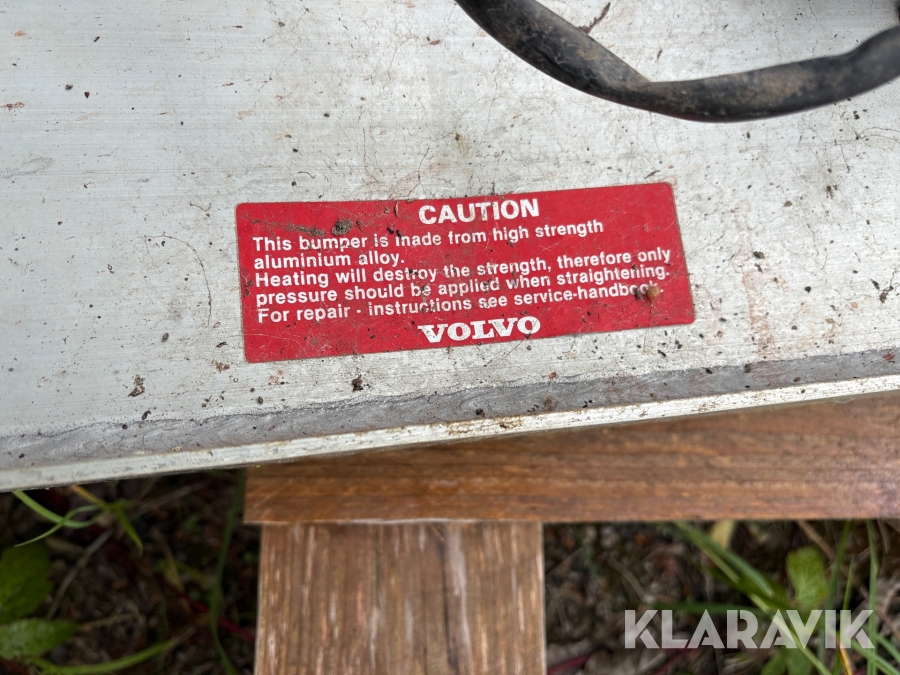 CAUTION
This bumper is made from high strength
aluminium alloy.
Heating will destroy the strength, therefore only
pressure should be applied when straightening.
For repair - instructions see service-handbook.
VOLVO
KLARAVIK